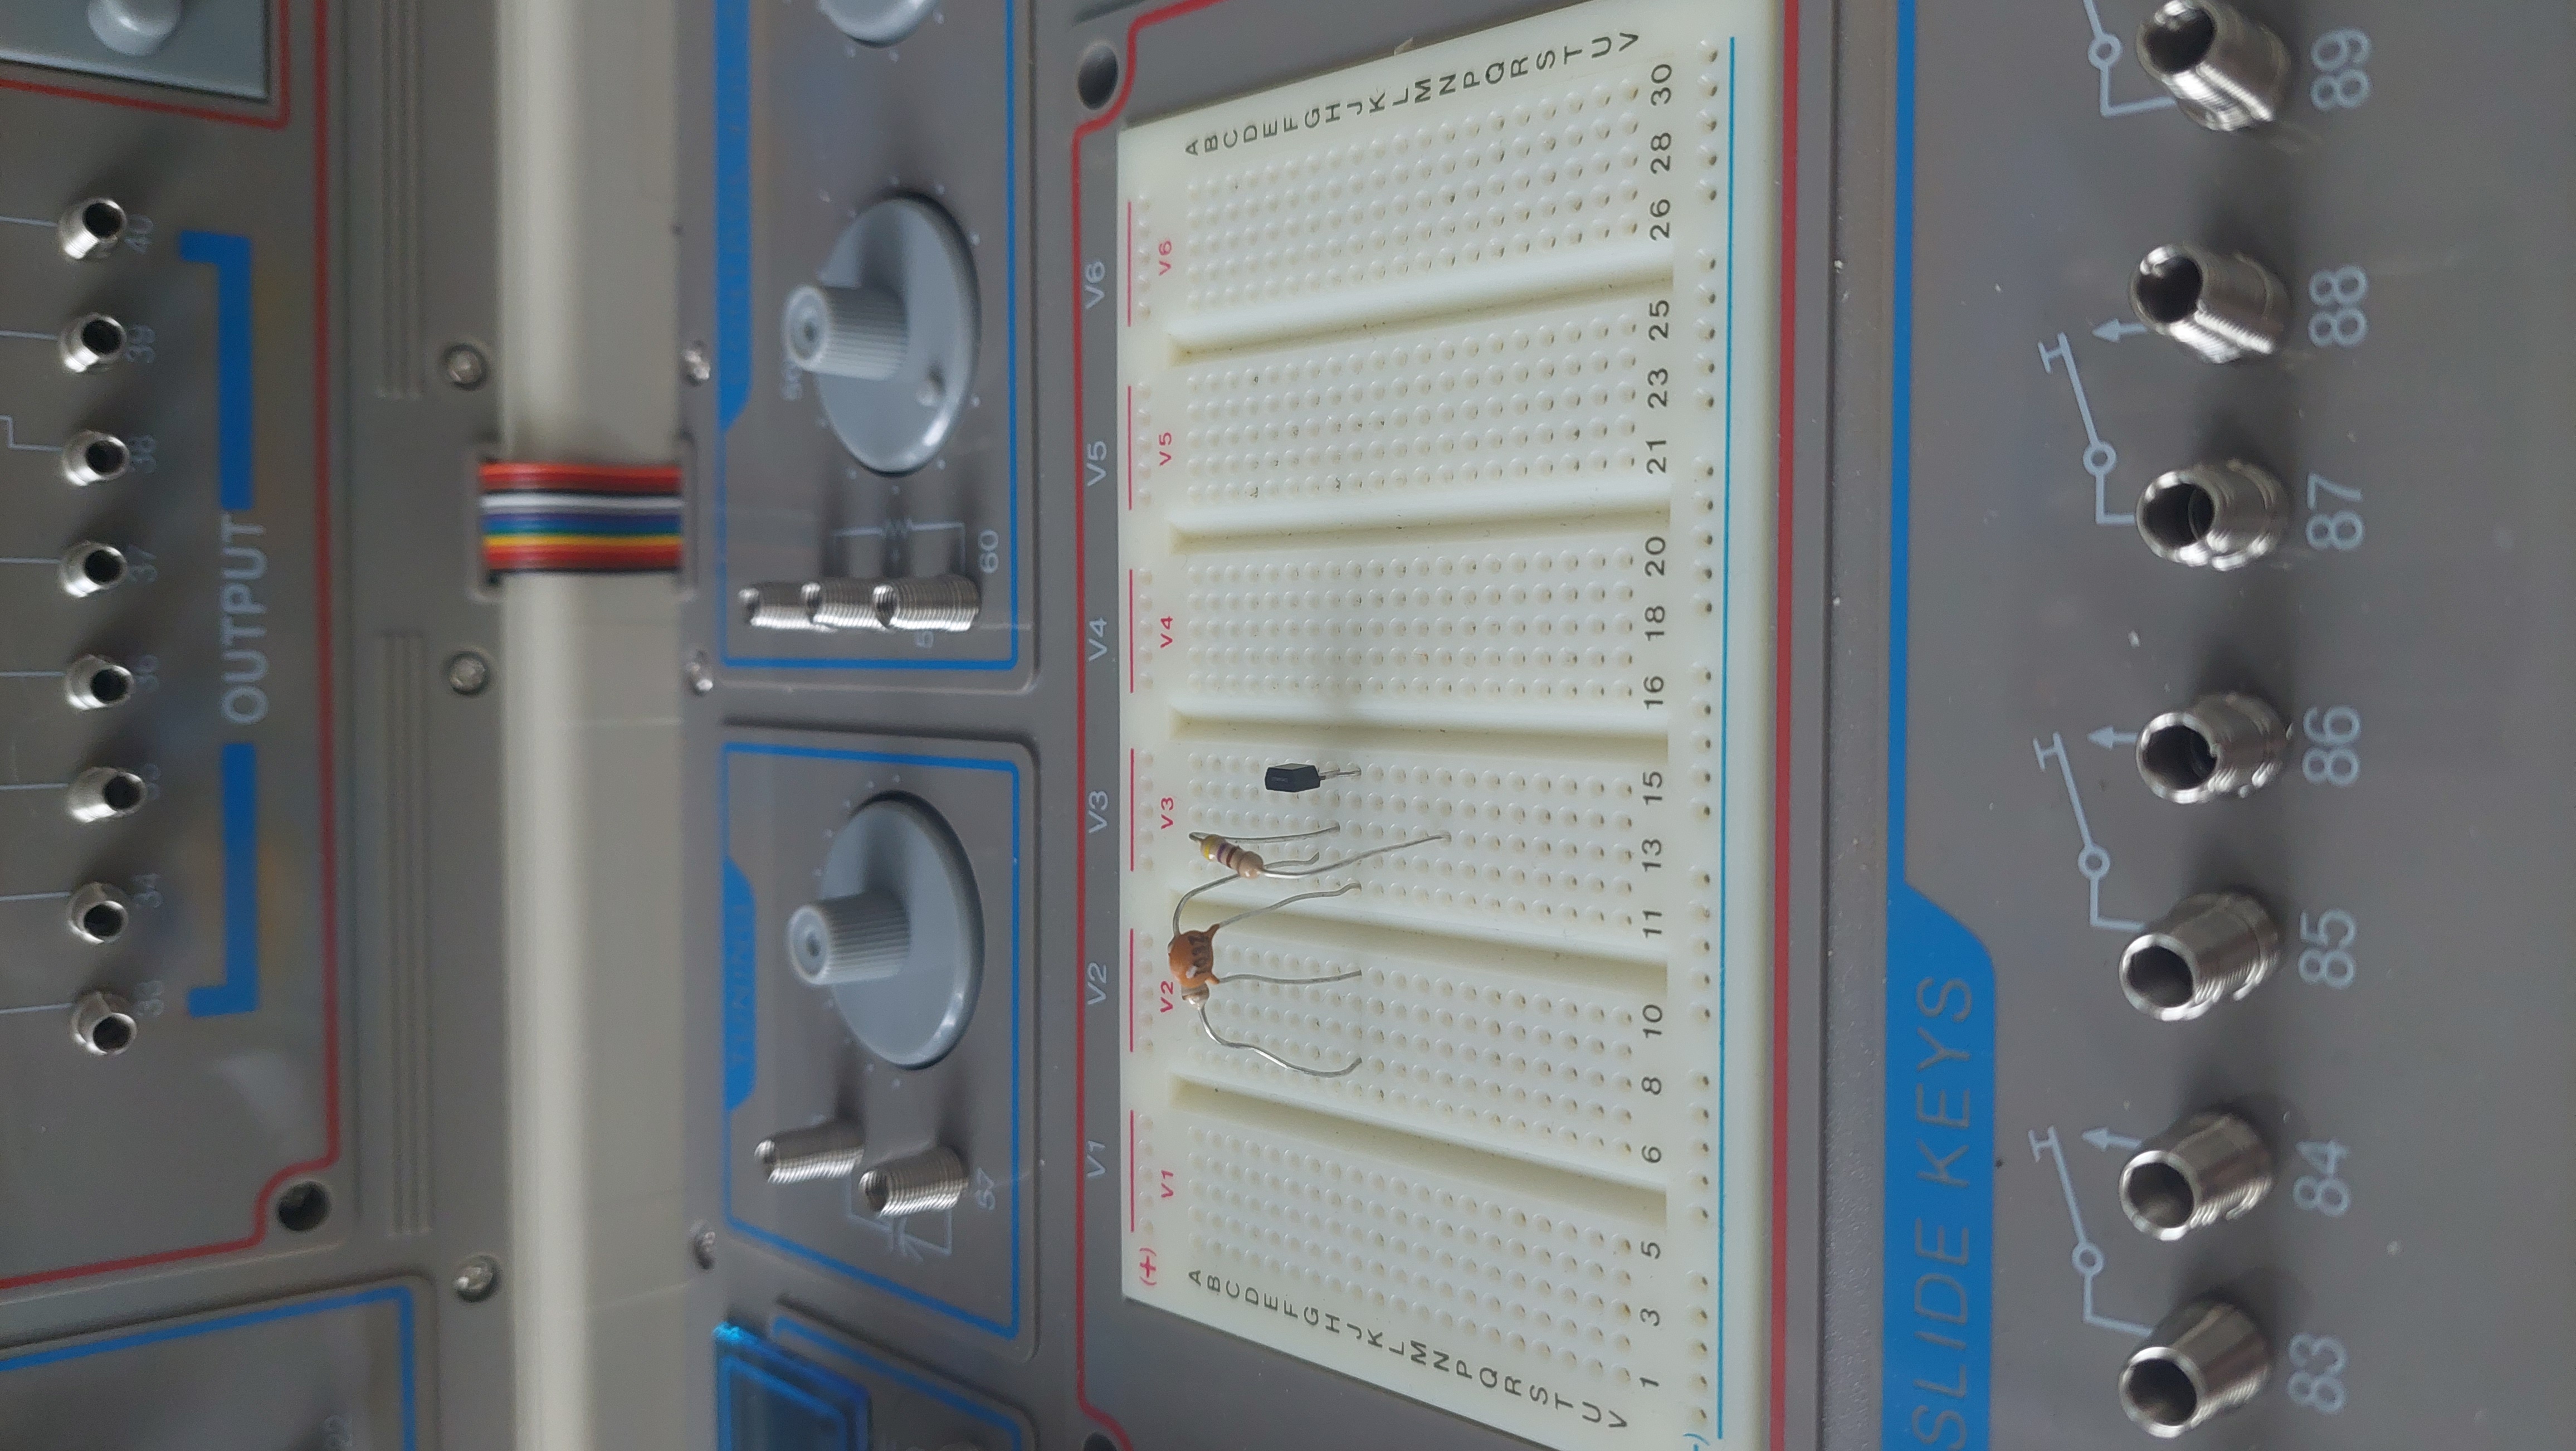 33 34 35 36 37 38 39 40
OUTPUT
22
TUNING
57
60
V1 V2 V3 V4 V5 V6
(+)
V1 V2 V3 V4 V5 V6
A A
B B
C C
D D
E E
F F
G G
H H
J J
K K
L L
M M
N N
P P
Q Q
R R
S S
T T
U U
V V
1 3 5 6 8 10 11 13 15 16 18 20 21 23 25 26 28 30
SLIDE KEYS
83 84 85 86 87 88 89